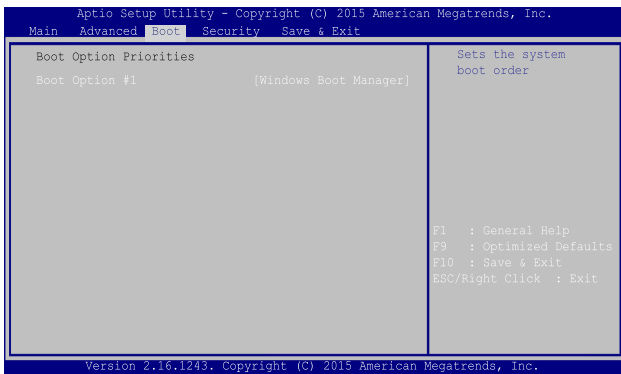 Aptio Setup Utility - Copyright (C) 2015 American Megatrends, Inc.
Main Advanced Boot Security Save & Exit
Boot Option Priorities
Boot Option #1 [Windows Boot Manager]
Sets the system
boot order
F1 : General Help
F9 : Optimized Defaults
F10 : Save & Exit
ESC/Right Click : Exit
Version 2.16.1243. Copyright (C) 2015 American Megatrends, Inc.